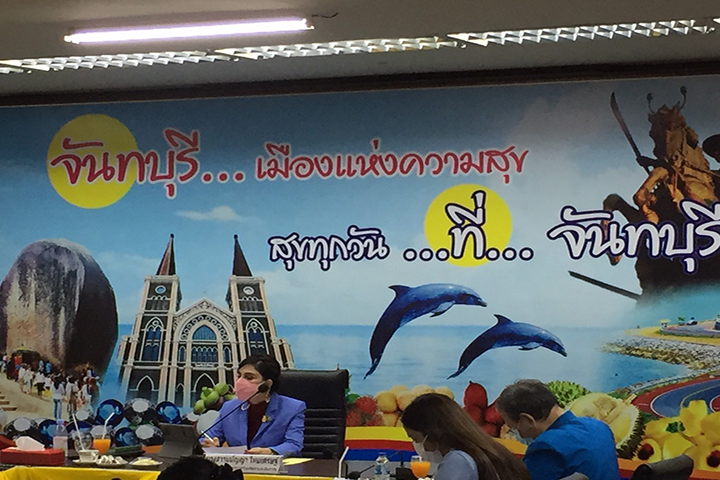 จันทบุรี... เมืองแห่งความสุข
สุขทุกวัน ...ที่... จันทบุรี